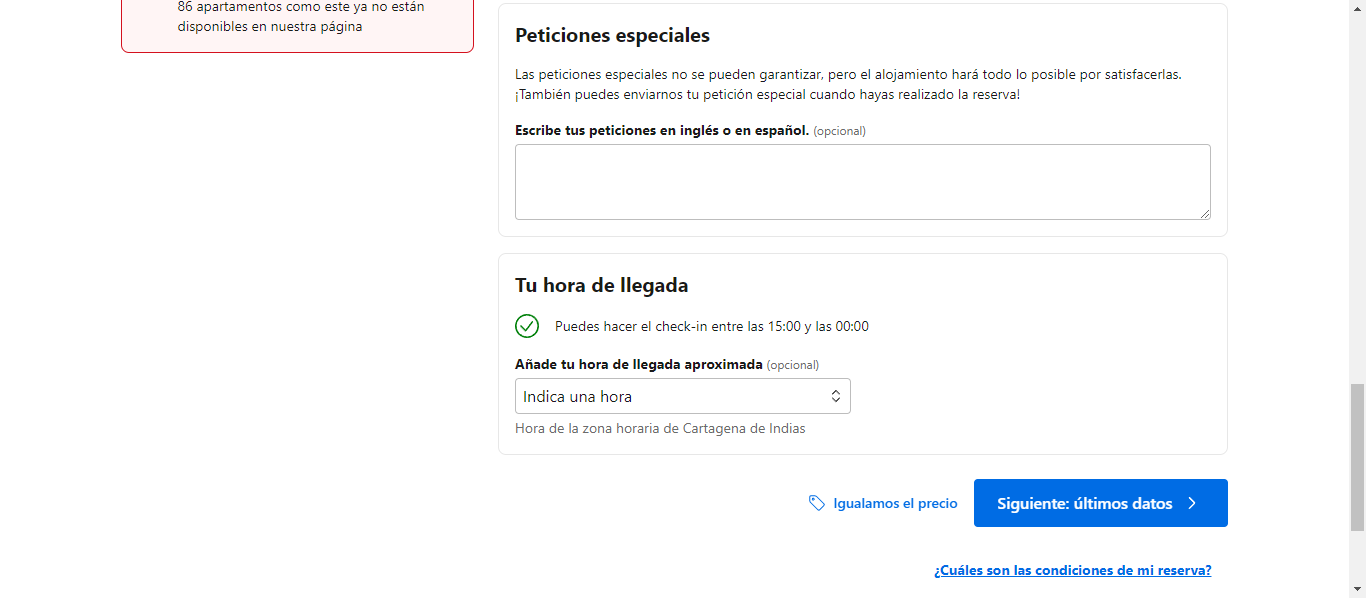 86 apartamentos como este ya no están
disponibles en nuestra página
Peticiones especiales
Las peticiones especiales no se pueden garantizar, pero el alojamiento hará todo lo posible por satisfacerlas.
¡También puedes enviarnos tu petición especial cuando hayas realizado la reserva!
Escribe tus peticiones en inglés o en español. (opcional)
Tu hora de llegada
Puedes hacer el check-in entre las 15:00 y las 00:00
Añade tu hora de llegada aproximada (opcional)
Indica una hora
Hora de la zona horaria de Cartagena de Indias
Igualamos el precio
Siguiente: últimos datos
¿Cuáles son las condiciones de mi reserva?